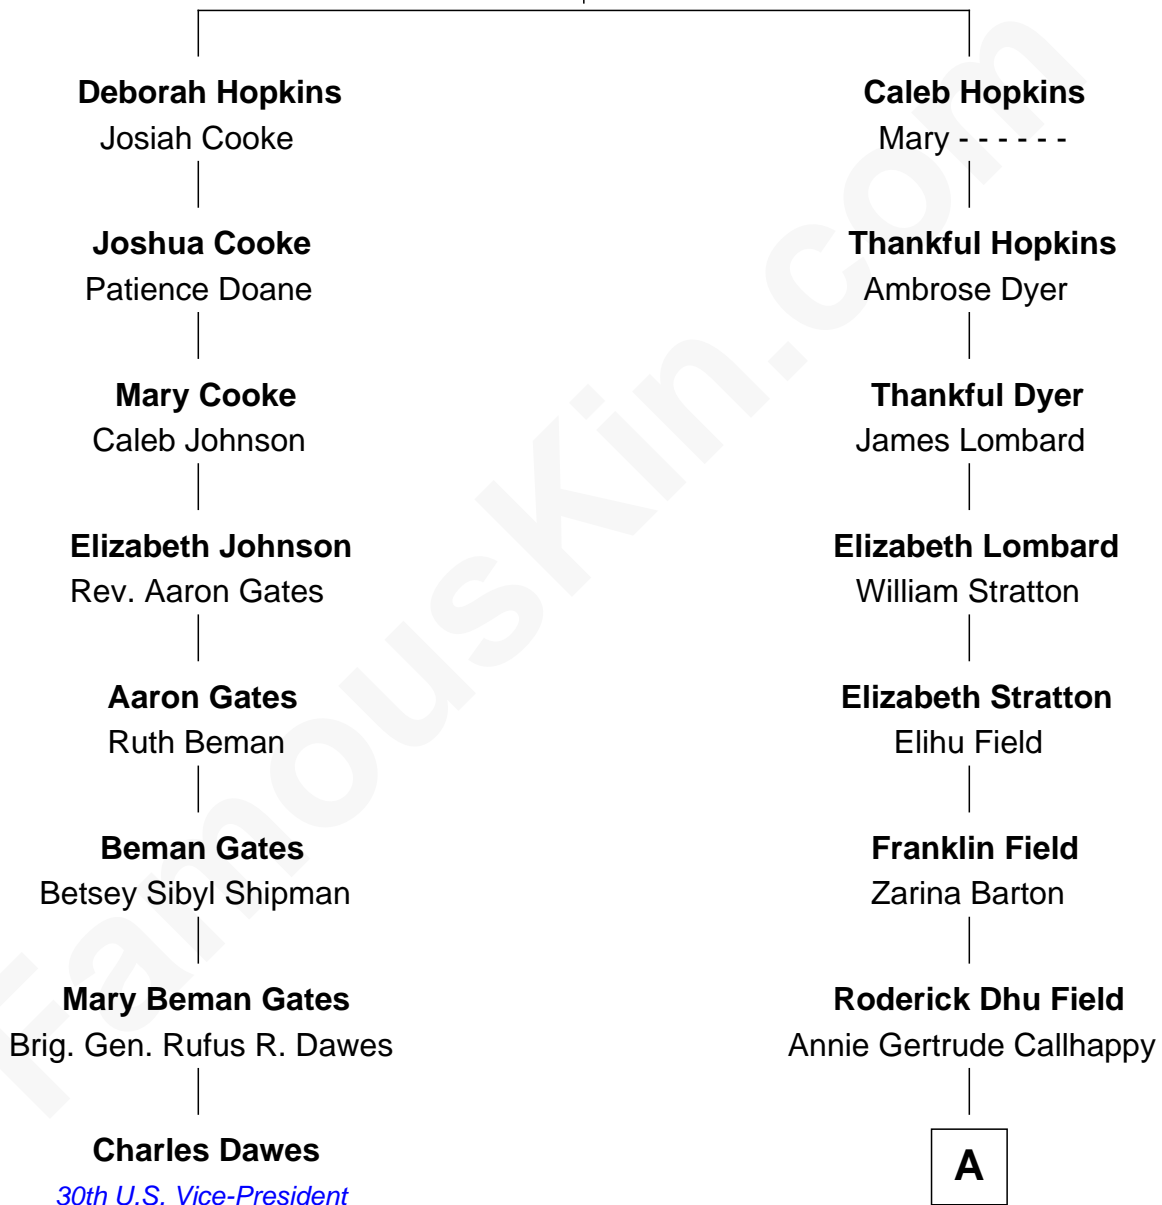 Deborah Hopkins
Josiah Cooke
Joshua Cooke
Patience Doane
Mary Cooke
Caleb Johnson
Elizabeth Johnson
Rev. Aaron Gates
Aaron Gates
Ruth Beman
Beman Gates
Betsey Sibyl Shipman
Mary Beman Gates
Brig. Gen. Rufus R. Dawes
Charles Dawes
30th U.S. Vice-President
Caleb Hopkins
Mary - - - - - -
Thankful Hopkins
Ambrose Dyer
Thankful Dyer
James Lombard
Elizabeth Lombard
William Stratton
Elizabeth Stratton
Elihu Field
Franklin Field
Zarina Barton
Roderick Dhu Field
Annie Gertrude Callhappy
A
FamousKin.com